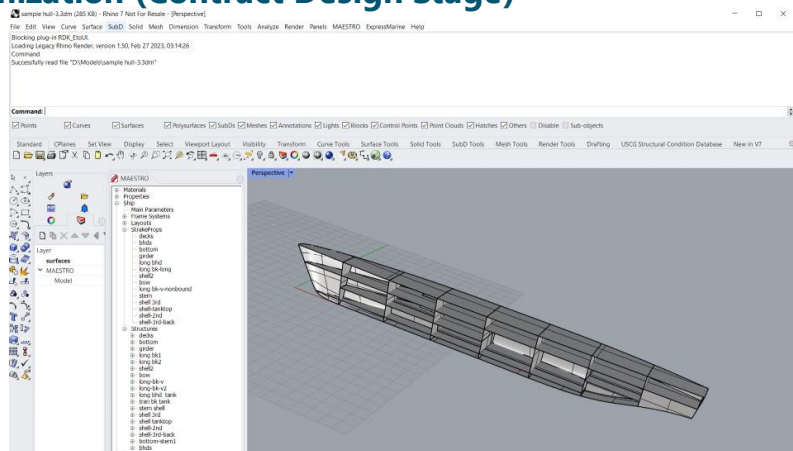 nization (Contract Design Stage)
sample hull-3.3dm (285 KB) - Rhino 7 Not For Resale - [Perspective]
File Edit View Curve Surface SubD Solid Mesh Dimension Transform Tools Analyze Render Panels MAESTRO ExpressMarine Help
Blocking plug-in RDK_EtoUI.
Loading Legacy Rhino Render, version 1.50, Feb 27 2023, 03:14:26
Command
Successfully read file "D:\Models\sample hull-3.3dm"
Command:
Points Curves Surfaces Polysurfaces SubDs Meshes Annotations Lights Blocks Control Points Point Clouds Hatches Others Disable Sub-objects
Standard CPlanes Set View Display Select Viewport Layout Visibility Transform Curve Tools Surface Tools Solid Tools SubD Tools Mesh Tools Render Tools Drafting USCG Structural Condition Database New in V7
Layers
Layer
surfaces
MAESTRO
Model
MAESTRO
Materials
Properties
Ship
Main Parameters
Frame Systems
Layouts
StrakeProps
decks
bhds
bottom
girder
long bhd
long bk-long
shell2
bow
long bk-v-nonbound
stern
shell 3rd
shell-tanktop
shell-2nd
shell-3rd-back
Structures
decks
bottom
girder
long bk1
long bk2
shell2
bow
long-bk-v
long-bk-v2
long bhd tank
tran bk tank
stern shell
shell 3rd
shell tanktop
shell-2nd
shell-3rd-back
bottom-stern1
bhds
Perspective